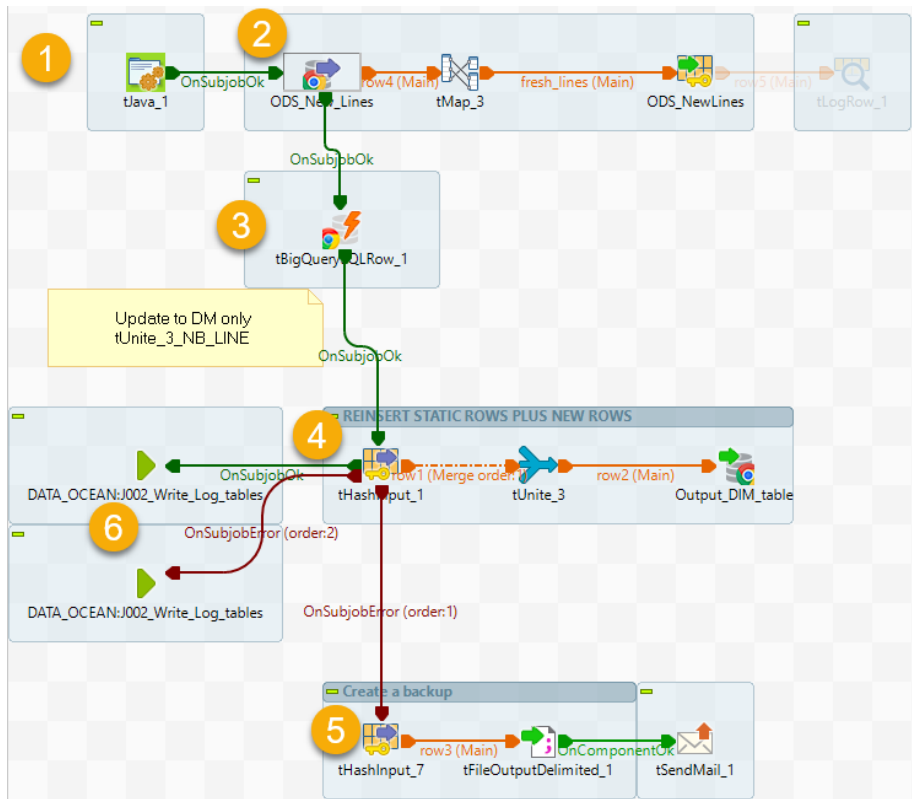 1
2
tJava_1
OnSubjobOk
ODS_New_Lines
row4 (Main)
tMap_3
fresh_lines (Main)
ODS_NewLines
row5 (Main)
tLogRow_1
OnSubjobOk
3
tBigQuerySQLRow_1
Update to DM only
tUnite_3_NB_LINE
OnSubjobOk
4
REINSERT STATIC ROWS PLUS NEW ROWS
OnSubjobOk
DATA_OCEAN:J002_Write_Log_tables
tHashInput_1
row1 (Merge order:1)
tUnite_3
row2 (Main)
Output_DIM_table
6
OnSubjobError (order:2)
DATA_OCEAN:J002_Write_Log_tables
OnSubjobError (order:1)
Create a backup
5
tHashInput_7
row3 (Main)
tFileOutputDelimited_1
OnComponentOk
tSendMail_1